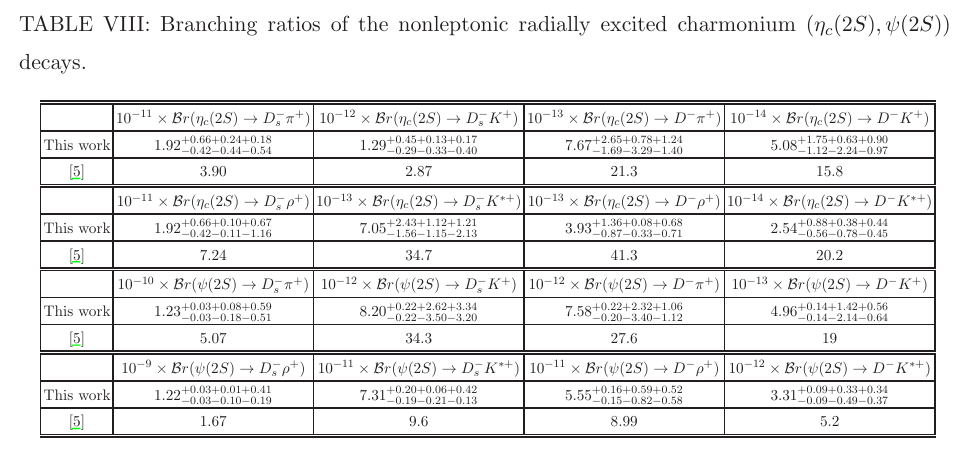 TABLE VIII: Branching ratios of the nonleptonic radially excited charmonium (η_c(2S), ψ(2S))
decays.
10^{−11} × Br(η_c(2S) → D_s^− π^+) 10^{−12} × Br(η_c(2S) → D_s^− K^+) 10^{−13} × Br(η_c(2S) → D^− π^+) 10^{−14} × Br(η_c(2S) → D^− K^+)
This work 1.92^{+0.66+0.24+0.18}_{−0.42−0.44−0.54} 1.29^{+0.45+0.13+0.17}_{−0.29−0.33−0.40} 7.67^{+2.65+0.78+1.24}_{−1.69−3.29−1.40} 5.08^{+1.75+0.63+0.90}_{−1.12−2.24−0.97}
[5] 3.90 2.87 21.3 15.8
10^{−11} × Br(η_c(2S) → D_s^− ρ^+) 10^{−13} × Br(η_c(2S) → D_s^− K^{*+}) 10^{−13} × Br(η_c(2S) → D^− ρ^+) 10^{−14} × Br(η_c(2S) → D^− K^{*+})
This work 1.92^{+0.66+0.10+0.67}_{−0.42−0.11−1.16} 7.05^{+2.43+1.12+1.21}_{−1.56−1.15−2.13} 3.93^{+1.36+0.08+0.68}_{−0.87−0.33−0.71} 2.54^{+0.88+0.38+0.44}_{−0.56−0.78−0.45}
[5] 7.24 34.7 41.3 20.2
10^{−10} × Br(ψ(2S) → D_s^− π^+) 10^{−12} × Br(ψ(2S) → D_s^− K^+) 10^{−12} × Br(ψ(2S) → D^− π^+) 10^{−13} × Br(ψ(2S) → D^− K^+)
This work 1.23^{+0.03+0.08+0.59}_{−0.03−0.18−0.51} 8.20^{+0.22+2.62+3.34}_{−0.22−3.50−3.20} 7.58^{+0.22+2.32+1.06}_{−0.20−3.40−1.12} 4.96^{+0.14+1.42+0.56}_{−0.14−2.14−0.64}
[5] 5.07 34.3 27.6 19
10^{−9} × Br(ψ(2S) → D_s^− ρ^+) 10^{−11} × Br(ψ(2S) → D_s^− K^{*+}) 10^{−11} × Br(ψ(2S) → D^− ρ^+) 10^{−12} × Br(ψ(2S) → D^− K^{*+})
This work 1.22^{+0.03+0.01+0.41}_{−0.03−0.10−0.19} 7.31^{+0.20+0.06+0.42}_{−0.19−0.21−0.13} 5.55^{+0.16+0.59+0.52}_{−0.15−0.82−0.58} 3.31^{+0.09+0.33+0.34}_{−0.09−0.49−0.37}
[5] 1.67 9.6 8.99 5.2